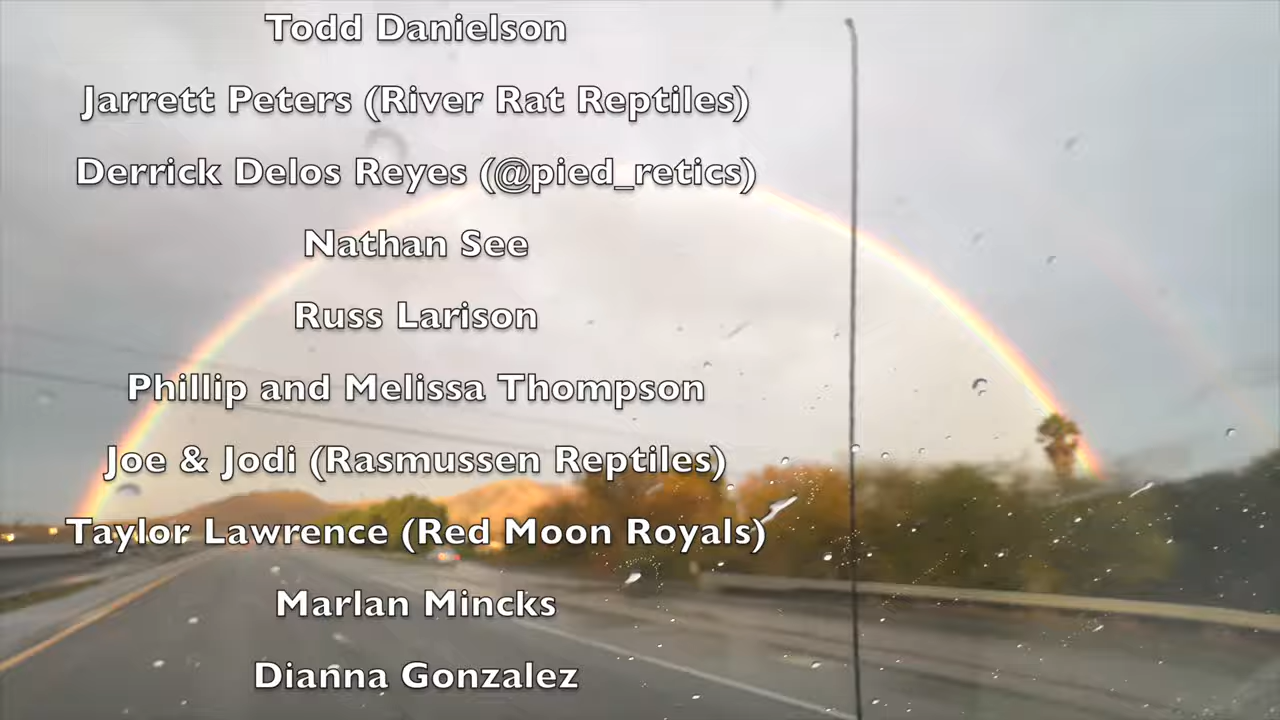 Todd Danielson
Jarrett Peters (River Rat Reptiles)
Derrick Delos Reyes (@pied_retics)
Nathan See
Russ Larison
Phillip and Melissa Thompson
Joe & Jodi (Rasmussen Reptiles)
Taylor Lawrence (Red Moon Royals)
Marlan Mincks
Dianna Gonzalez